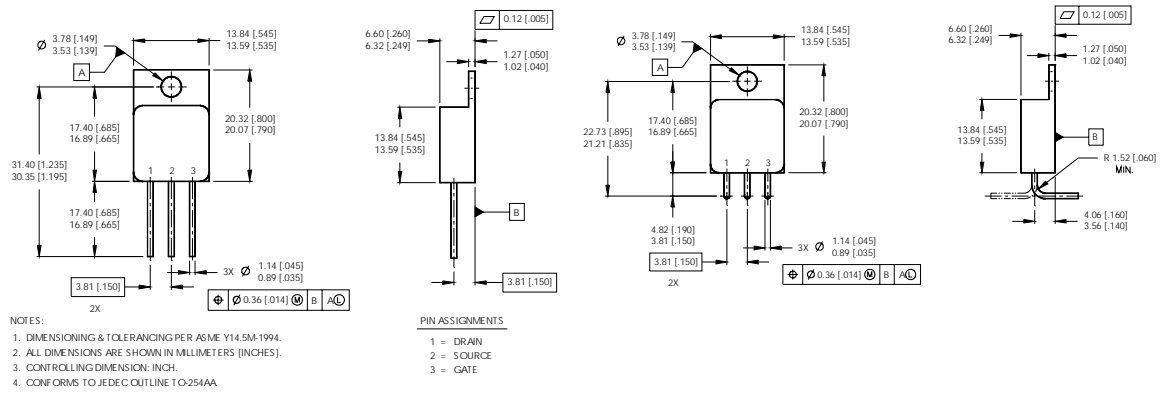 Ø 3.78 [.149]
3.53 [.139]
A
13.84 [.545]
13.59 [.535]
17.40 [.685]
16.89 [.665]
20.32 [.800]
20.07 [.790]
31.40 [1.235]
30.35 [1.195]
1 2 3
17.40 [.685]
16.89 [.665]
3.81 [.150]
2X
3X Ø 1.14 [.045]
0.89 [.035]
⌖ Ø 0.36 [.014] Ⓜ B A Ⓛ
⏥ 0.12 [.005]
6.60 [.260]
6.32 [.249]
1.27 [.050]
1.02 [.040]
13.84 [.545]
13.59 [.535]
B
3.81 [.150]
Ø 3.78 [.149]
3.53 [.139]
A
13.84 [.545]
13.59 [.535]
17.40 [.685]
16.89 [.665]
20.32 [.800]
20.07 [.790]
22.73 [.895]
21.21 [.835]
1 2 3
4.82 [.190]
3.81 [.150]
3.81 [.150]
2X
3X Ø 1.14 [.045]
0.89 [.035]
⌖ Ø 0.36 [.014] Ⓜ B A Ⓛ
⏥ 0.12 [.005]
6.60 [.260]
6.32 [.249]
1.27 [.050]
1.02 [.040]
13.84 [.545]
13.59 [.535]
B
R 1.52 [.060]
MIN.
4.06 [.160]
3.56 [.140]
NOTES:
1. DIMENSIONING & TOLERANCING PER ASME Y14.5M-1994.
2. ALL DIMENSIONS ARE SHOWN IN MILLIMETERS [INCHES].
3. CONTROLLING DIMENSION: INCH.
4. CONFORMS TO JEDEC OUTLINE TO-254AA.
PIN ASSIGNMENTS
1 = DRAIN
2 = SOURCE
3 = GATE